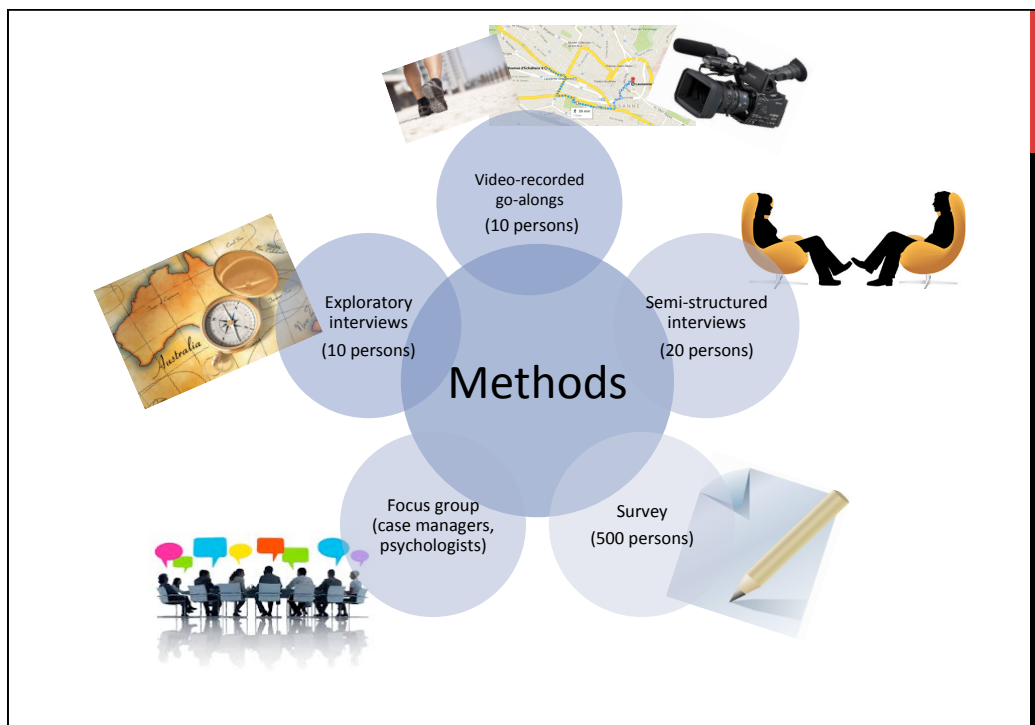 Video-recorded
go-alongs
(10 persons)
Exploratory
interviews
(10 persons)
Semi-structured
interviews
(20 persons)
Methods
Focus group
(case managers,
psychologists)
Survey
(500 persons)
Australia